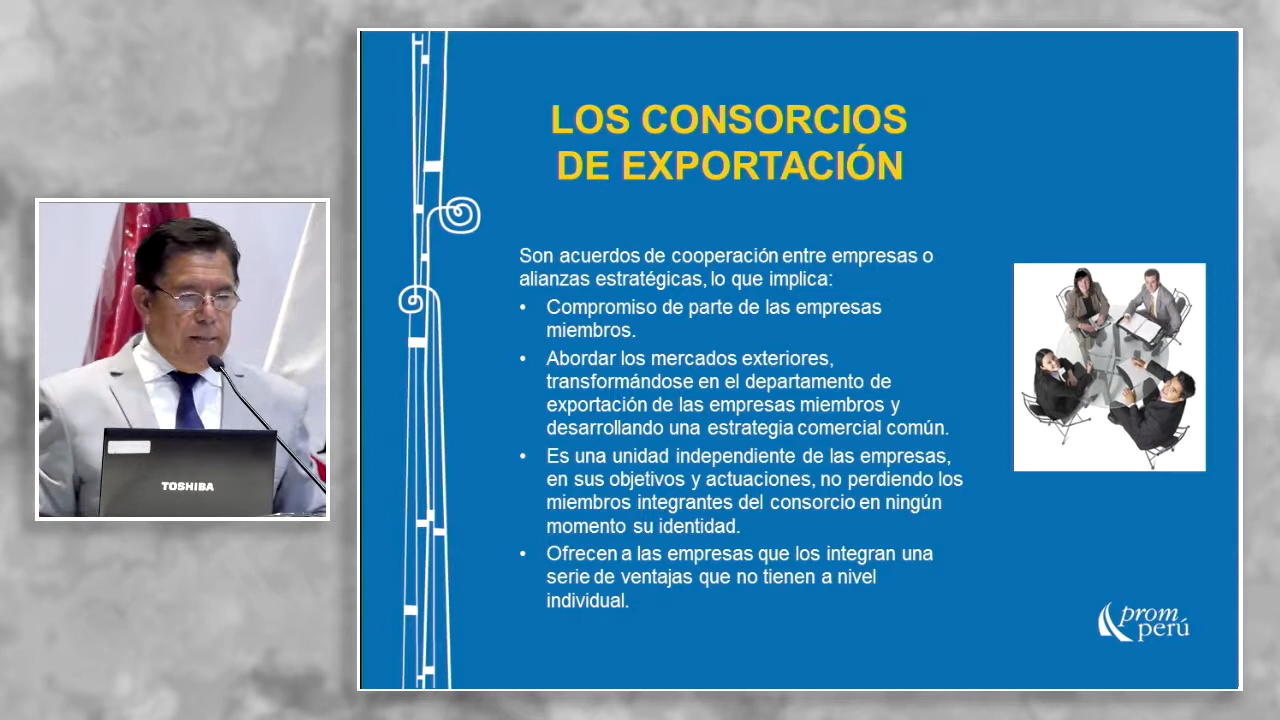 LOS CONSORCIOS
DE EXPORTACIÓN
Son acuerdos de cooperación entre empresas o
alianzas estratégicas, lo que implica:
• Compromiso de parte de las empresas
miembros.
• Abordar los mercados exteriores,
transformándose en el departamento de
exportación de las empresas miembros y
desarrollando una estrategia comercial común.
• Es una unidad independiente de las empresas,
en sus objetivos y actuaciones, no perdiendo los
miembros integrantes del consorcio en ningún
momento su identidad.
• Ofrecen a las empresas que los integran una
serie de ventajas que no tienen a nivel
individual.
prom
perú
TOSHIBA